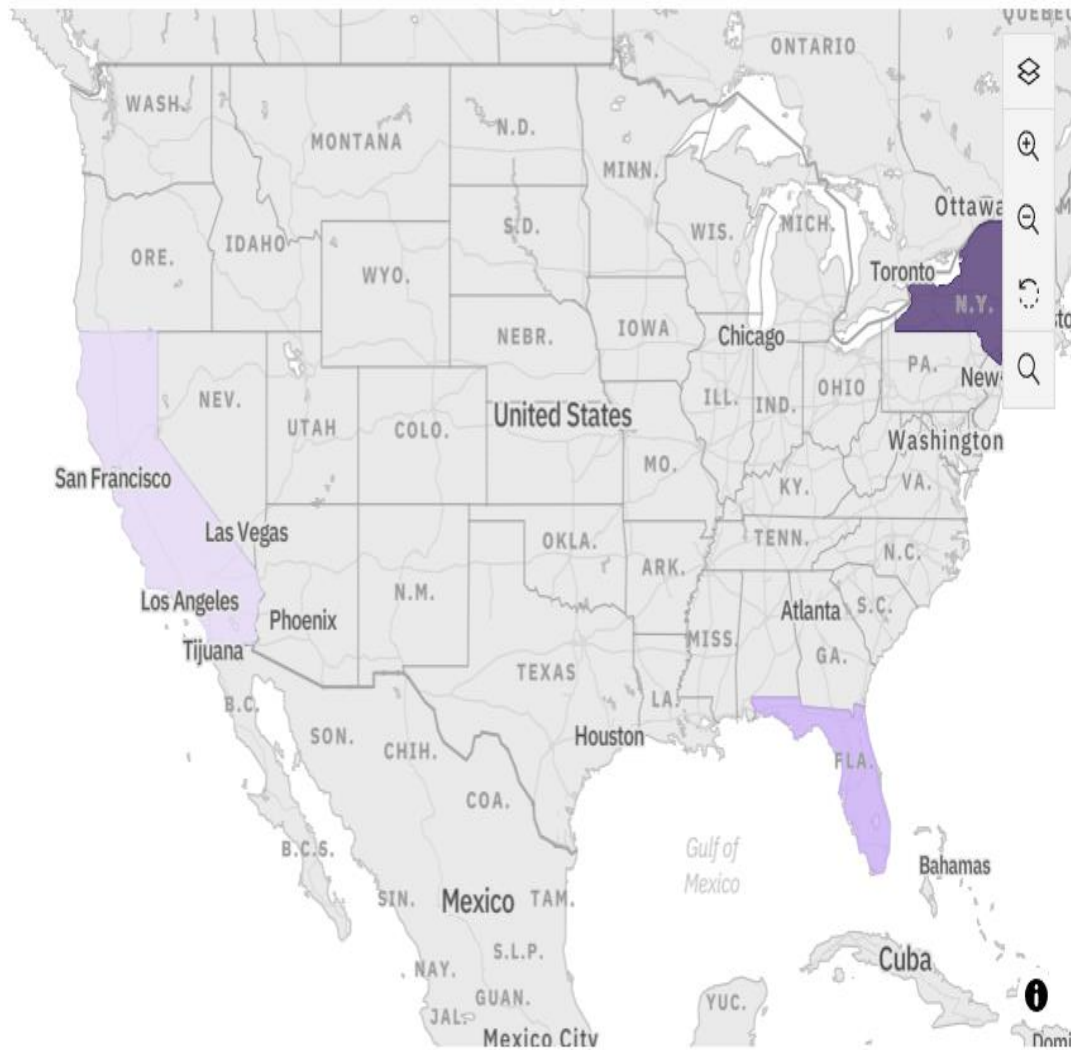 QUEBEC
ONTARIO
WASH.
MONTANA
N.D.
MINN.
Ottawa
ORE.
IDAHO
S.D.
WIS.
MICH.
WYO.
Toronto
N.Y.
IOWA
NEBR.
Chicago
PA.
New
NEV.
UTAH
COLO.
United States
ILL.
IND.
OHIO
Washington
San Francisco
MO.
KY.
VA.
Las Vegas
OKLA.
TENN.
N.C.
ARK.
N.M.
Los Angeles
Phoenix
Atlanta
S.C.
Tijuana
MISS.
GA.
TEXAS
B.C.
LA.
SON.
CHIH.
Houston
FLA.
COA.
B.C.S.
Gulf of
Mexico
Bahamas
SIN.
Mexico
TAM.
S.L.P.
Cuba
NAY.
GUAN.
YUC.
JAL.
Mexico City